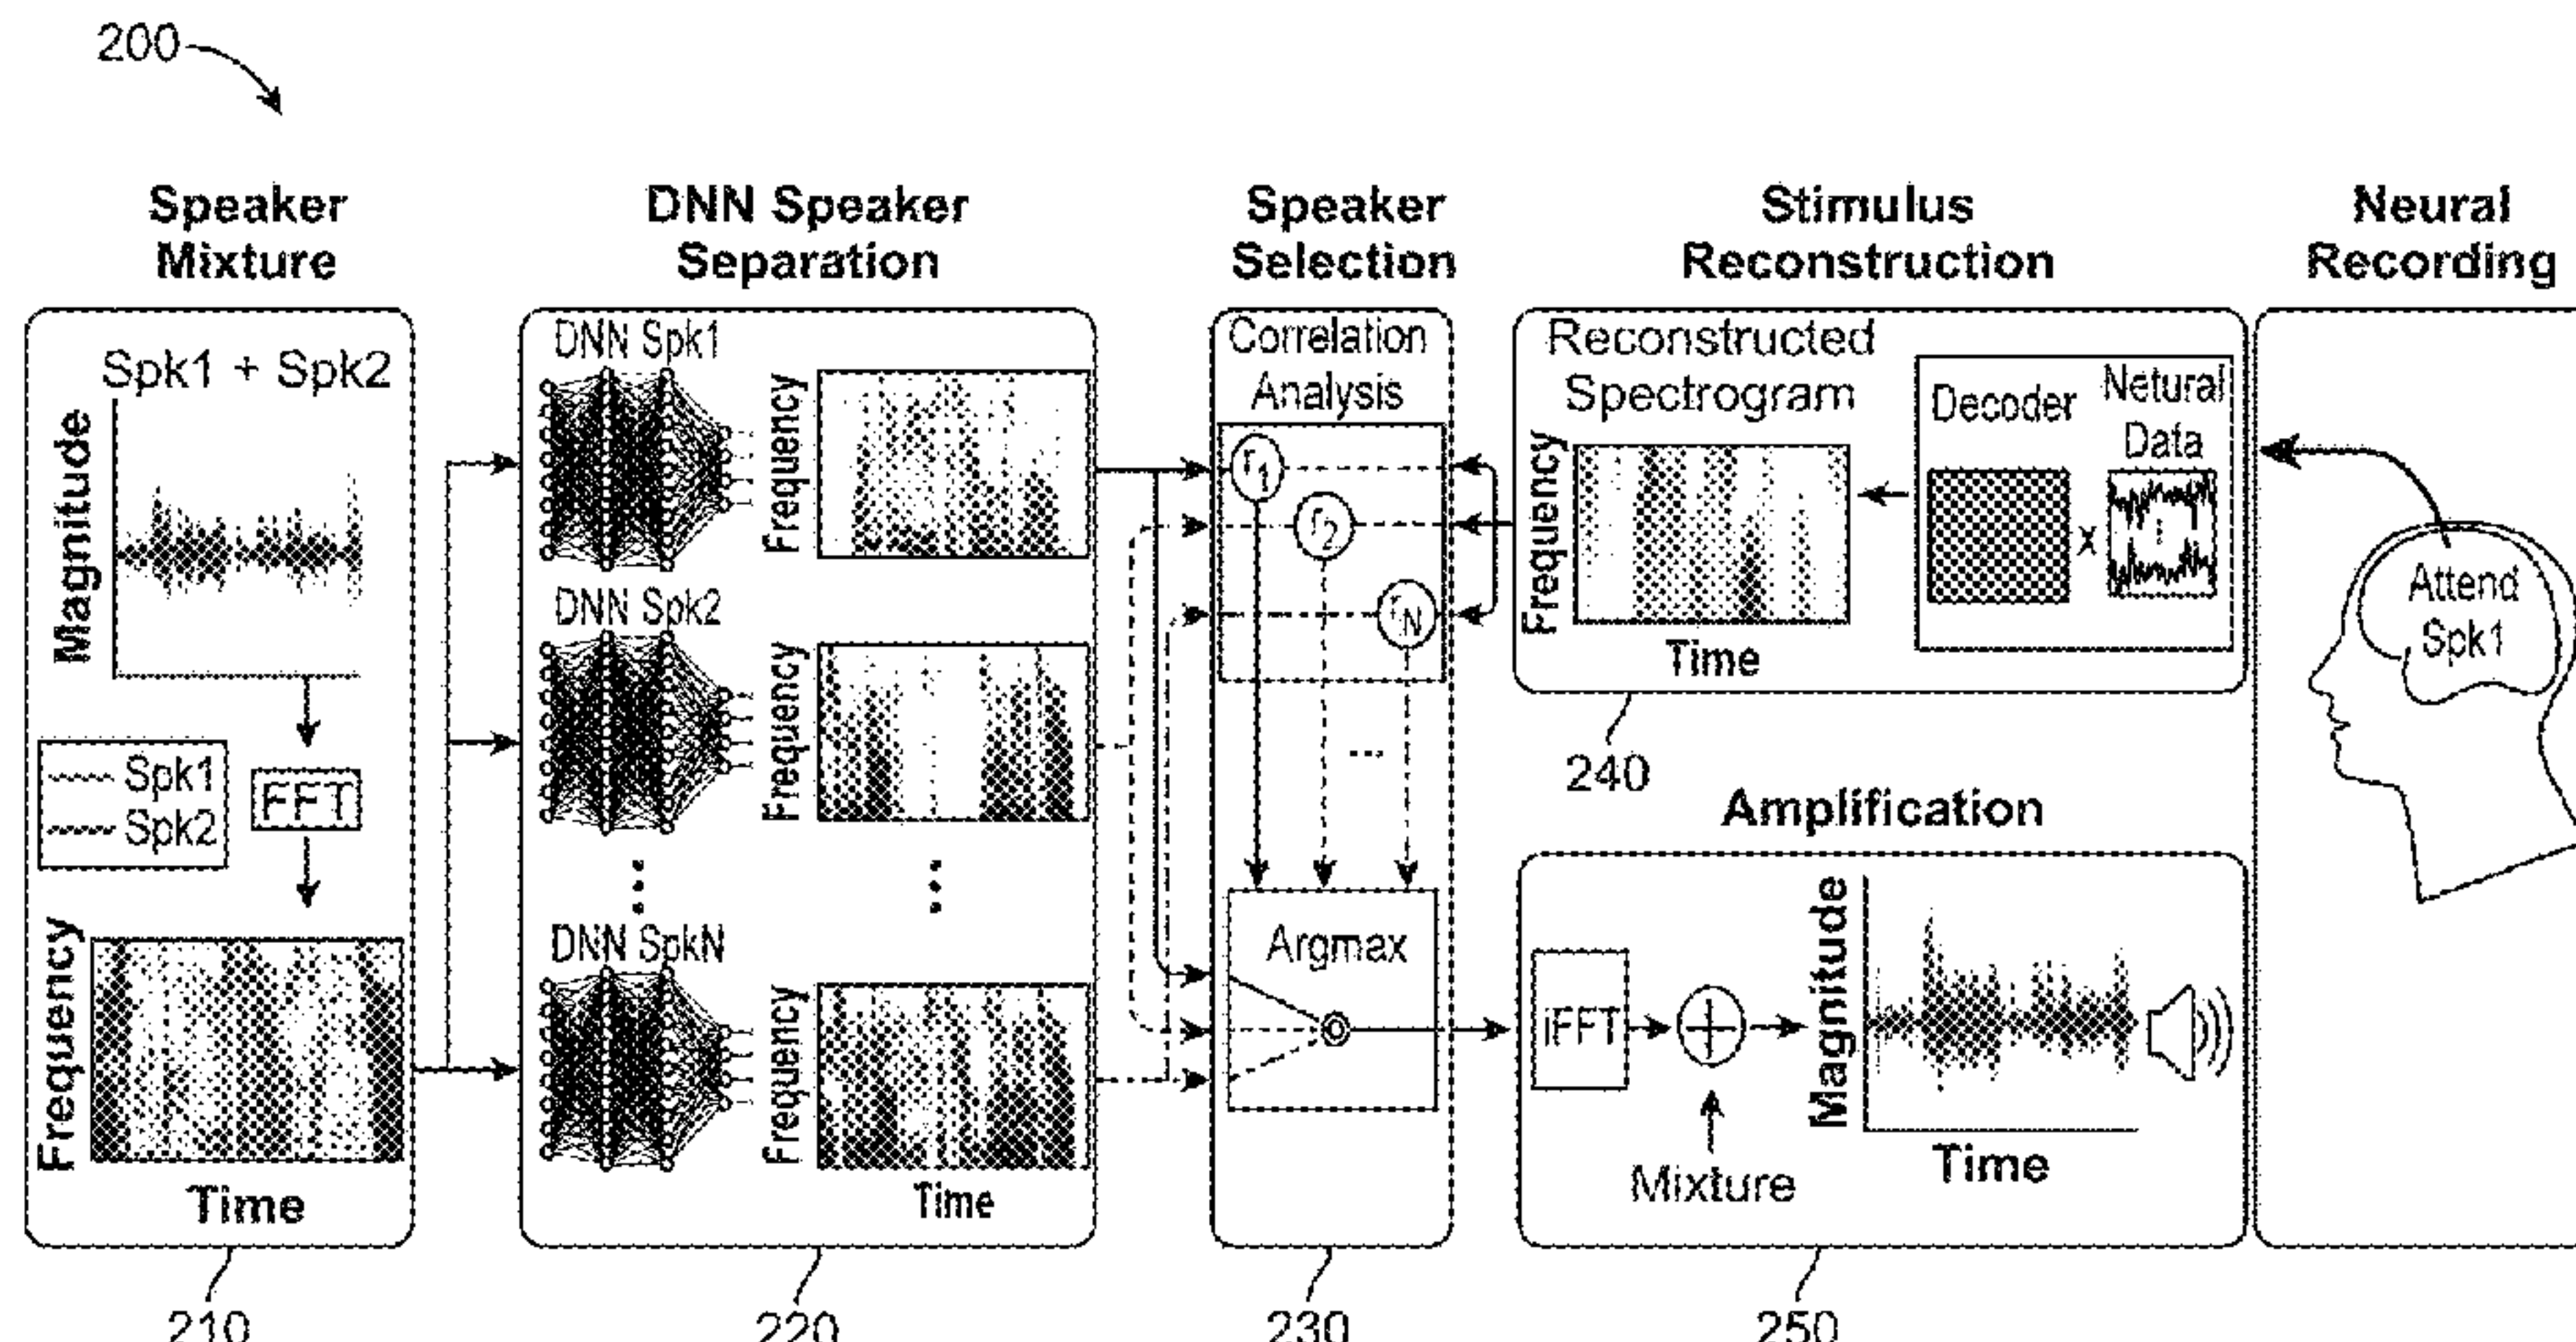 200
Speaker
Mixture
DNN Speaker
Separation
Speaker
Selection
Stimulus
Reconstruction
Neural
Recording
Spk1 + Spk2
Magnitude
Spk1
Spk2
FFT
Frequency
Time
DNN Spk1
Frequency
DNN Spk2
Frequency
...
...
DNN SpkN
Frequency
Time
Correlation
Analysis
r1
r2
rN
...
Argmax
Reconstructed
Spectrogram
Frequency
Time
Decoder
x
Netural
Data
Attend
Spk1
240
Amplification
iFFT
+
Mixture
Magnitude
Time
210
220
230
250